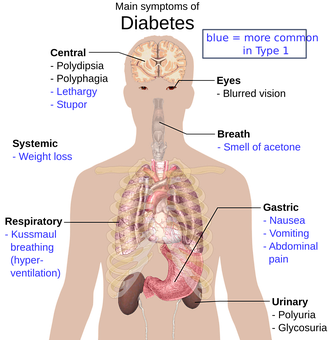 Main symptoms of
Diabetes
blue = more common
in Type 1
Central
- Polydipsia
- Polyphagia
- Lethargy
- Stupor
Eyes
- Blurred vision
Breath
- Smell of acetone
Systemic
- Weight loss
Respiratory
- Kussmaul
breathing
(hyper-
ventilation)
Gastric
- Nausea
- Vomiting
- Abdominal
pain
Urinary
- Polyuria
- Glycosuria